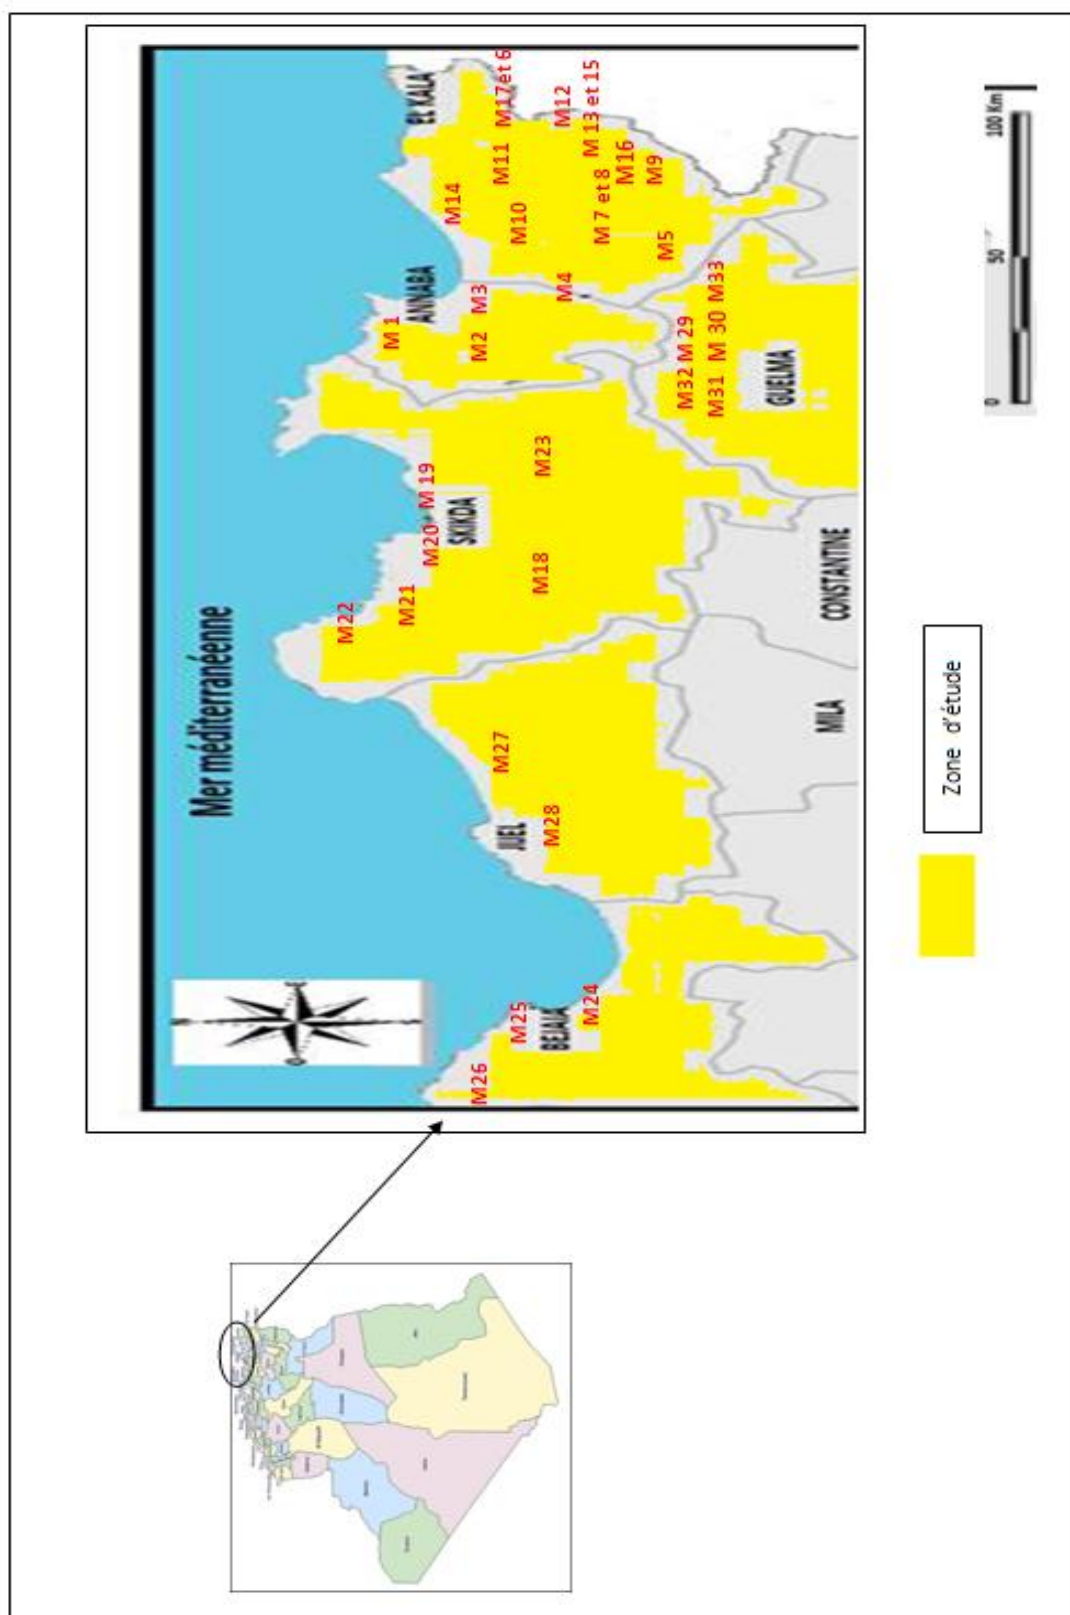 Mer méditerranéenne
O
E
M26
M25
BEJAIA
M24
JIJEL
M28
M27
M22
M21
M20
M 19
SKIKDA
M18
M23
M 1
ANNABA
M2
M3
M4
M14
EL KALA
M17et 6
M11
M10
M12
M 13 et 15
M 7 et 8
M16
M9
M5
M32
M 29
M31
M 30
M33
GUELMA
CONSTANTINE
MILA
0
50
100 Km
Zone d'étude